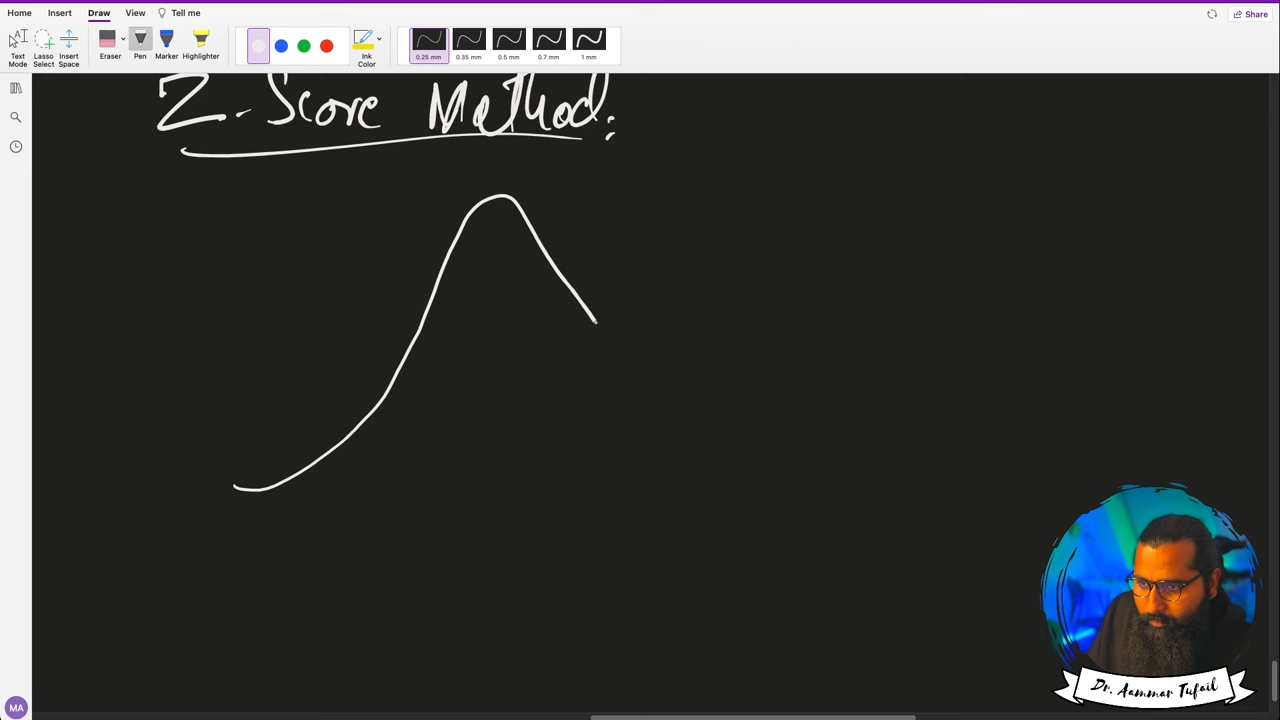 Home Insert Draw View Tell me
Share
Text Mode
Lasso Select
Insert Space
Eraser
Pen
Marker
Highlighter
Ink Color
0.25 mm
0.35 mm
0.5 mm
0.7 mm
1 mm
Z-Score Method:
MA
Dr. Aammar Tufail